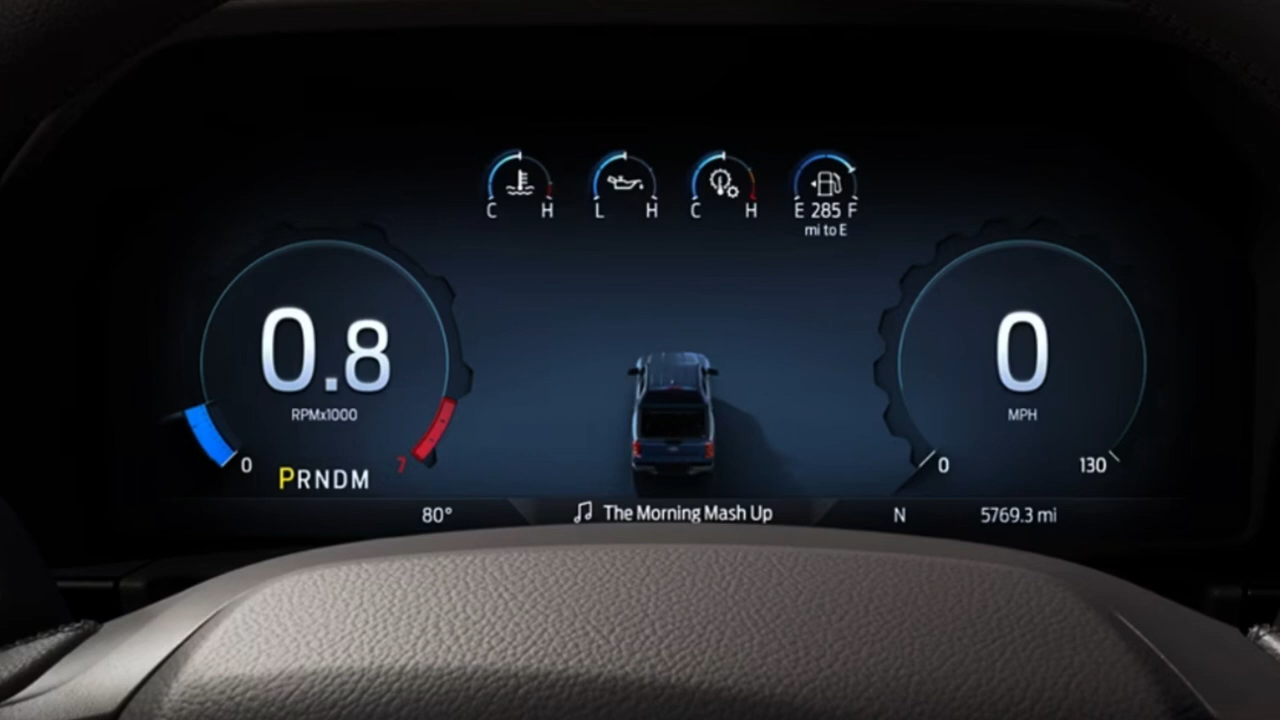 C H
L H
C H
E 285 F
mi to E
0.8
RPMx1000
0
7
PRNDM
0
MPH
0
130
80°
The Morning Mash Up
N
5769.3 mi